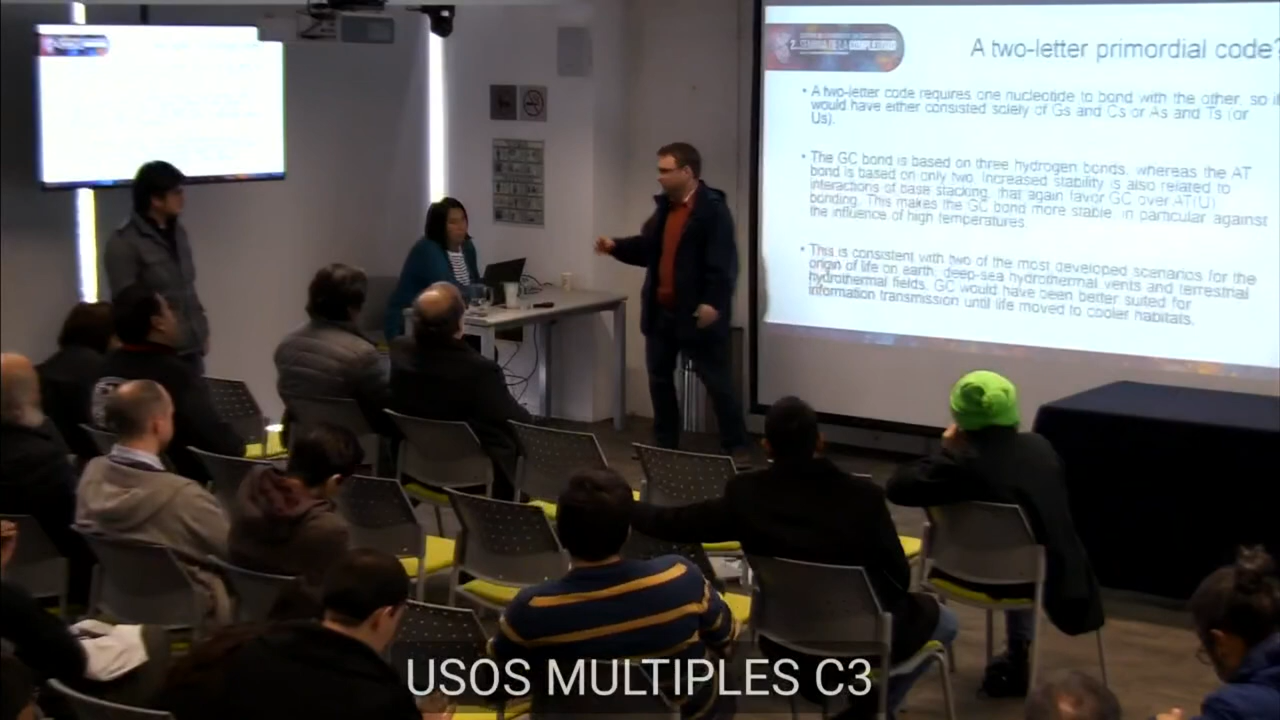 2. SEMANA DE LA COMPLEJIDAD
A two-letter primordial code?
• A two-letter code requires one nucleotide to bond with the other, so i
would have either consisted solely of Gs and Cs or As and Ts (or
Us).
• The GC bond is based on three hydrogen bonds, whereas the AT
bond is based on only two. Increased stability is also related to
interactions of base stacking, that again favor GC over AT(U)
bonding. This makes the GC bond more stable, in particular against
the influence of high temperatures.
• This is consistent with two of the most developed scenarios for the
origin of life on earth, deep-sea hydrothermal vents and terrestrial
hydrothermal fields. GC would have been better suited for
information transmission until life moved to cooler habitats.
USOS MULTIPLES C3